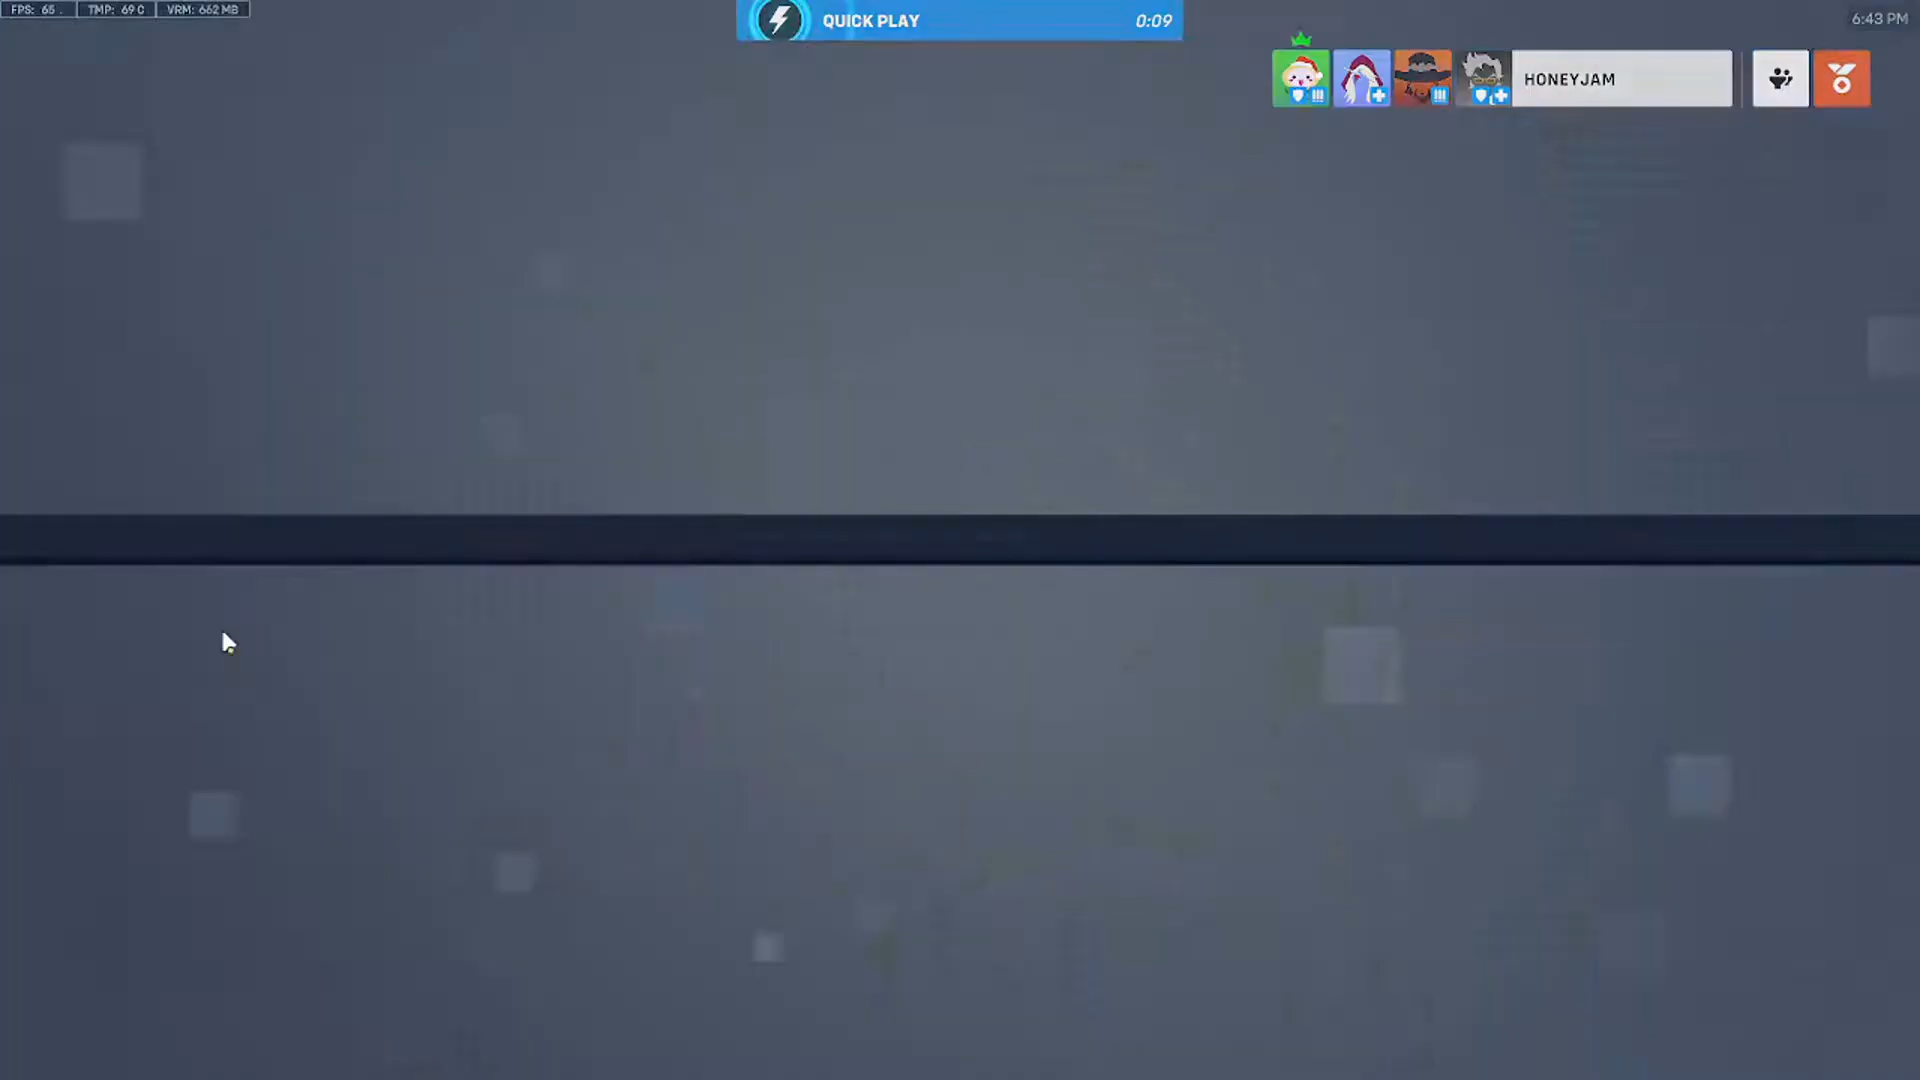 FPS: 65
TMP: 69 C
VRM: 662 MB
QUICK PLAY
0:09
6:43 PM
HONEYJAM